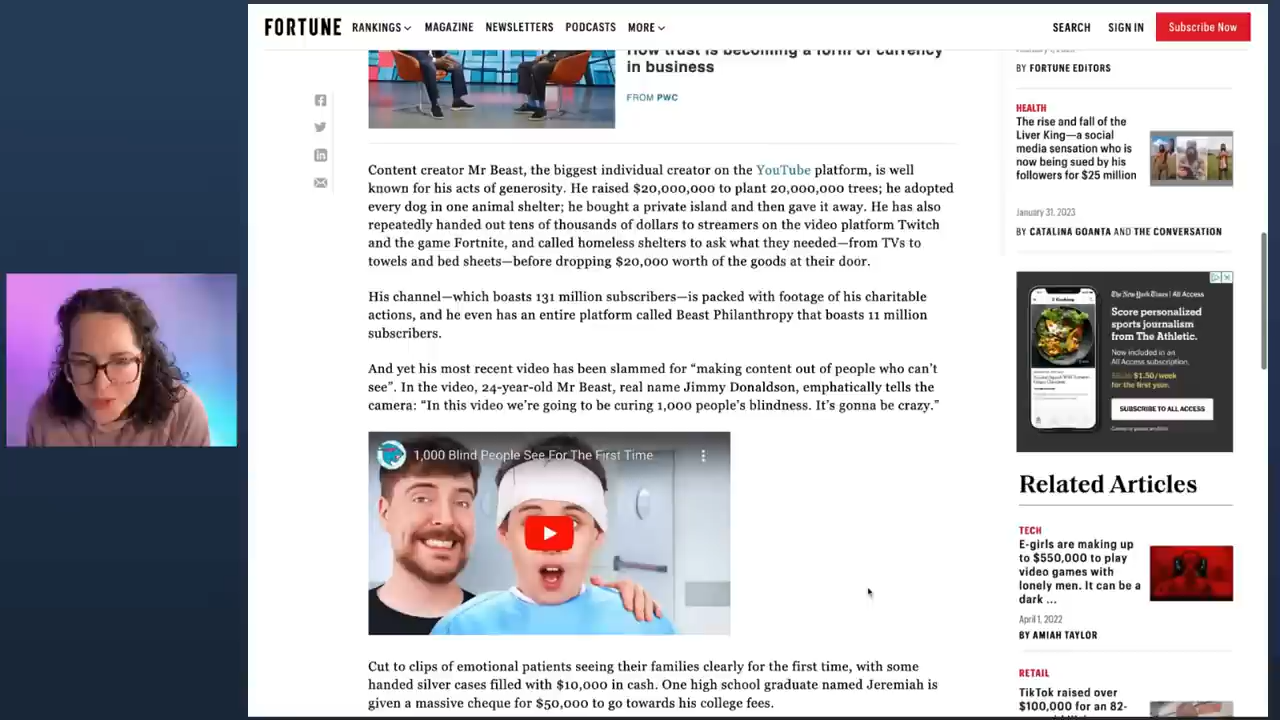 FORTUNE RANKINGS MAGAZINE NEWSLETTERS PODCASTS MORE SEARCH SIGN IN Subscribe Now
How trust is becoming a form of currency
in business
FROM PWC
Content creator Mr Beast, the biggest individual creator on the YouTube platform, is well
known for his acts of generosity. He raised $20,000,000 to plant 20,000,000 trees; he adopted
every dog in one animal shelter; he bought a private island and then gave it away. He has also
repeatedly handed out tens of thousands of dollars to streamers on the video platform Twitch
and the game Fortnite, and called homeless shelters to ask what they needed—from TVs to
towels and bed sheets—before dropping $20,000 worth of the goods at their door.
His channel—which boasts 131 million subscribers—is packed with footage of his charitable
actions, and he even has an entire platform called Beast Philanthropy that boasts 11 million
subscribers.
And yet his most recent video has been slammed for “making content out of people who can’t
see”. In the video, 24-year-old Mr Beast, real name Jimmy Donaldson, emphatically tells the
camera: “In this video we’re going to be curing 1,000 people’s blindness. It’s gonna be crazy.”
1,000 Blind People See For The First Time
Cut to clips of emotional patients seeing their families clearly for the first time, with some
handed silver cases filled with $10,000 in cash. One high school graduate named Jeremiah is
given a massive cheque for $50,000 to go towards his college fees.
BY FORTUNE EDITORS
HEALTH
The rise and fall of the
Liver King—a social
media sensation who is
now being sued by his
followers for $25 million
January 31, 2023
BY CATALINA GOANTA AND THE CONVERSATION
The New York Times | All Access
Score personalized
sports journalism
from The Athletic.
Now included in an
All Access subscription.
$1.50/week
for the first year.
SUBSCRIBE TO ALL ACCESS
Related Articles
TECH
E-girls are making up
to $550,000 to play
video games with
lonely men. It can be a
dark ...
April 1, 2022
BY AMIAH TAYLOR
RETAIL
TikTok raised over
$100,000 for an 82-